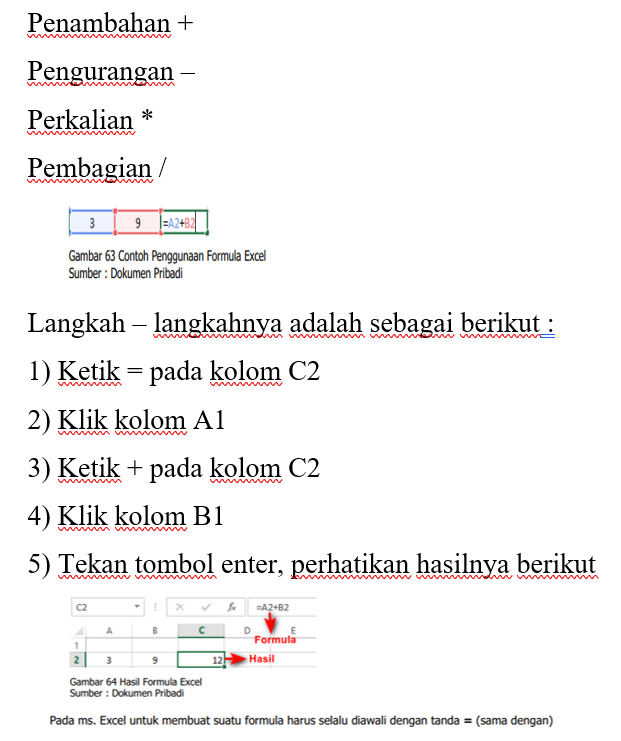 Penambahan +
Pengurangan –
Perkalian *
Pembagian /
3 9 =A2+B2
Gambar 63 Contoh Penggunaan Formula Excel
Sumber : Dokumen Pribadi
Langkah – langkahnya adalah sebagai berikut :
1) Ketik = pada kolom C2
2) Klik kolom A1
3) Ketik + pada kolom C2
4) Klik kolom B1
5) Tekan tombol enter, perhatikan hasilnya berikut
C2 fx =A2+B2
A B C D E
Formula
1
2 3 9 12 Hasil
Gambar 64 Hasil Formula Excel
Sumber : Dokumen Pribadi
Pada ms. Excel untuk membuat suatu formula harus selalu diawali dengan tanda = (sama dengan)